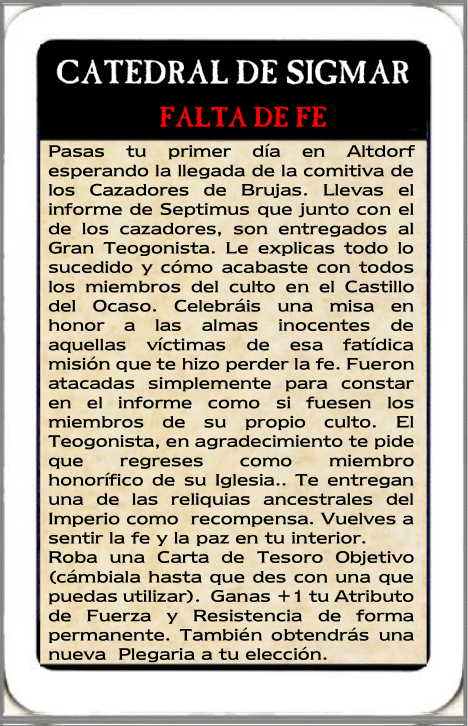 CATEDRAL DE SIGMAR
FALTA DE FE
Pasas tu primer día en Altdorf
esperando la llegada de la comitiva de
los Cazadores de Brujas. Llevas el
informe de Septimus que junto con el
de los cazadores, son entregados al
Gran Teogonista. Le explicas todo lo
sucedido y cómo acabaste con todos
los miembros del culto en el Castillo
del Ocaso. Celebráis una misa en
honor a las almas inocentes de
aquellas víctimas de esa fatídica
misión que te hizo perder la fe. Fueron
atacadas simplemente para constar
en el informe como si fuesen los
miembros de su propio culto. El
Teogonista, en agradecimiento te pide
que regreses como miembro
honorífico de su Iglesia.. Te entregan
una de las reliquias ancestrales del
Imperio como recompensa. Vuelves a
sentir la fe y la paz en tu interior.
Roba una Carta de Tesoro Objetivo
(cámbiala hasta que des con una que
puedas utilizar). Ganas +1 tu Atributo
de Fuerza y Resistencia de forma
permanente. También obtendrás una
nueva Plegaria a tu elección.